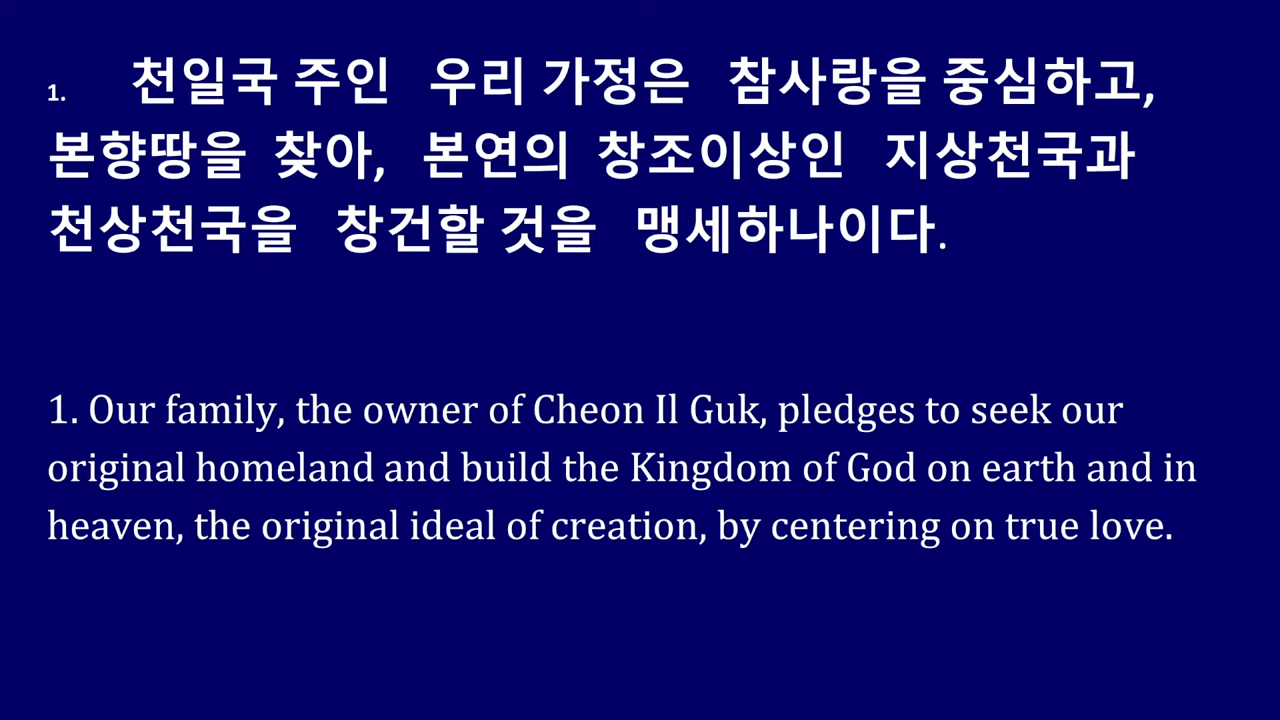 1. 천일국 주인 우리 가정은 참사랑을 중심하고,
본향땅을 찾아, 본연의 창조이상인 지상천국과
천상천국을 창건할 것을 맹세하나이다.
1. Our family, the owner of Cheon Il Guk, pledges to seek our
original homeland and build the Kingdom of God on earth and in
heaven, the original ideal of creation, by centering on true love.